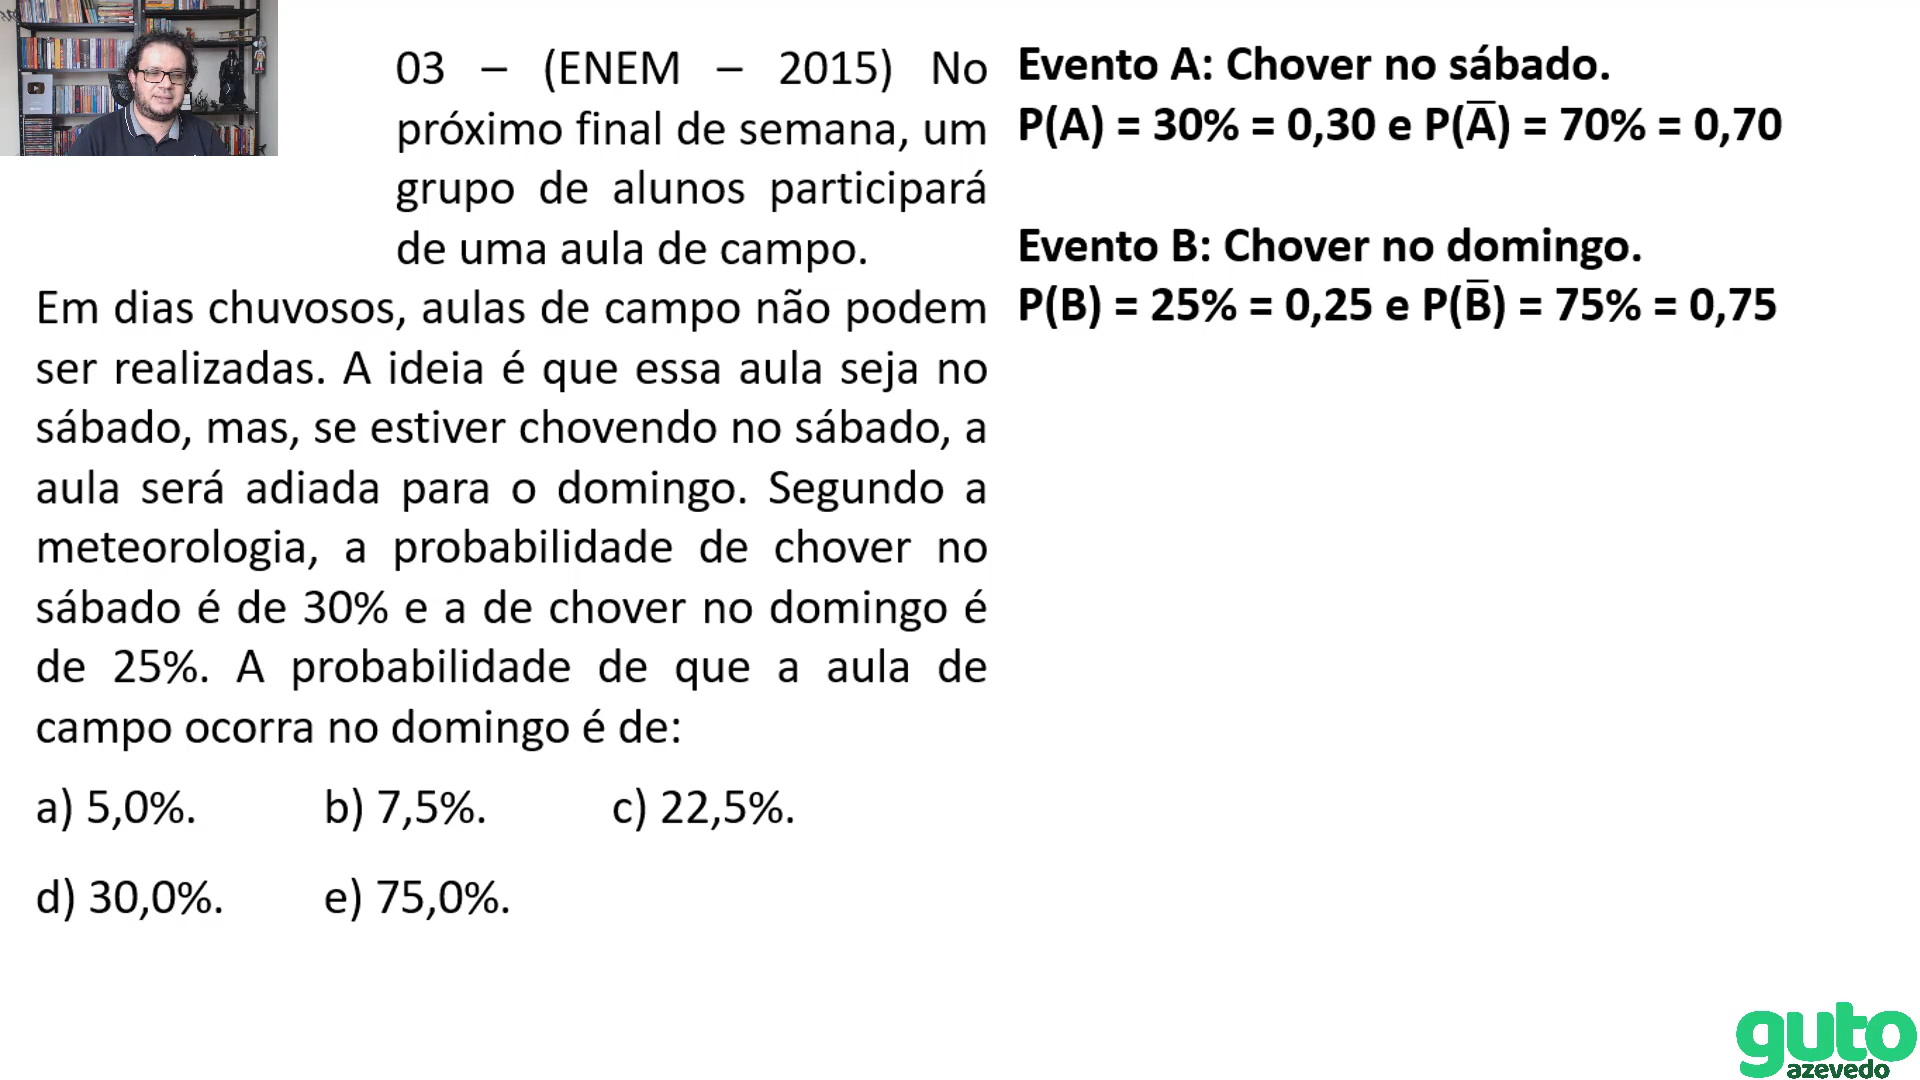 03 – (ENEM – 2015) No
próximo final de semana, um
grupo de alunos participará
de uma aula de campo.
Em dias chuvosos, aulas de campo não podem
ser realizadas. A ideia é que essa aula seja no
sábado, mas, se estiver chovendo no sábado, a
aula será adiada para o domingo. Segundo a
meteorologia, a probabilidade de chover no
sábado é de 30% e a de chover no domingo é
de 25%. A probabilidade de que a aula de
campo ocorra no domingo é de:
a) 5,0%. b) 7,5%. c) 22,5%.
d) 30,0%. e) 75,0%.
Evento A: Chover no sábado.
P(A) = 30% = 0,30 e P(A̅) = 70% = 0,70
Evento B: Chover no domingo.
P(B) = 25% = 0,25 e P(B̅) = 75% = 0,75
guto
azevedo